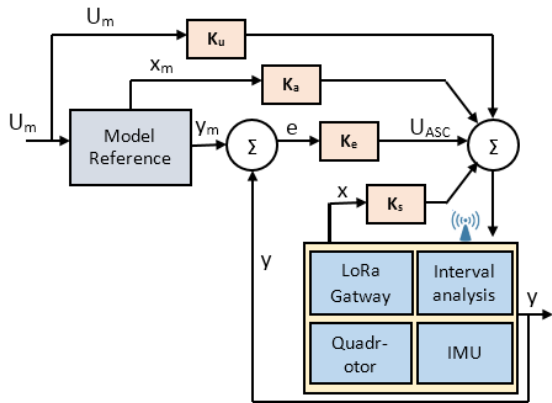 Um
Ku
xm
Ka
Um
Model
Reference
ym
Σ
e
Ke
UASC
Σ
x
Ks
y
LoRa
Gatway
Interval
analysis
y
Quadr-
otor
IMU